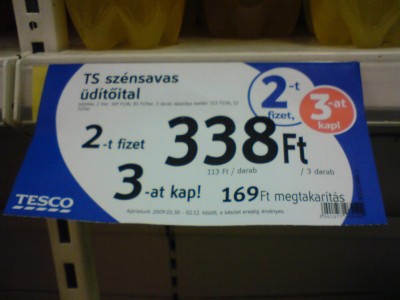 TS szénsavas
üdítőital
2-t
fizet,
3-at
kap!
2-t fizet 338Ft
113 Ft / darab / 3 darab
3-at kap! 169Ft megtakarítás
TESCO